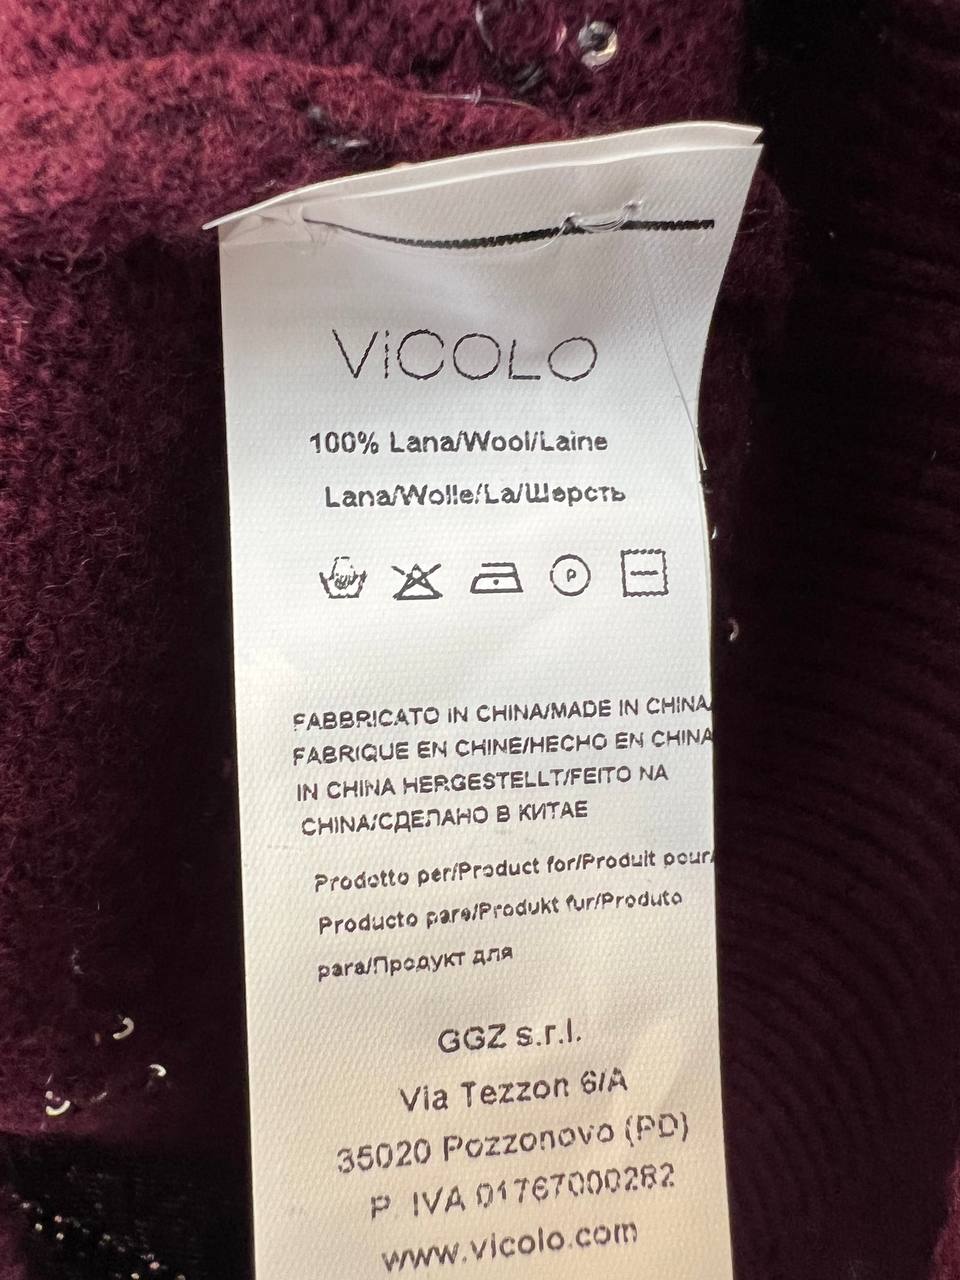 ViCOLO
100% Lana/Wool/Laine
Lana/Wolle/La/Шерсть
P
FABBRICATO IN CHINA/MADE IN CHINA/
FABRIQUE EN CHINE/HECHO EN CHINA
IN CHINA HERGESTELLT/FEITO NA
CHINA/СДЕЛАНО В КИТАЕ
Prodotto per/Product for/Produit pour/
Producto para/Produkt fur/Produto
para/Продукт для
GGZ s.r.l.
Via Tezzon 6/A
35020 Pozzonovo (PD)
P. IVA 01767000282
www.vicolo.com